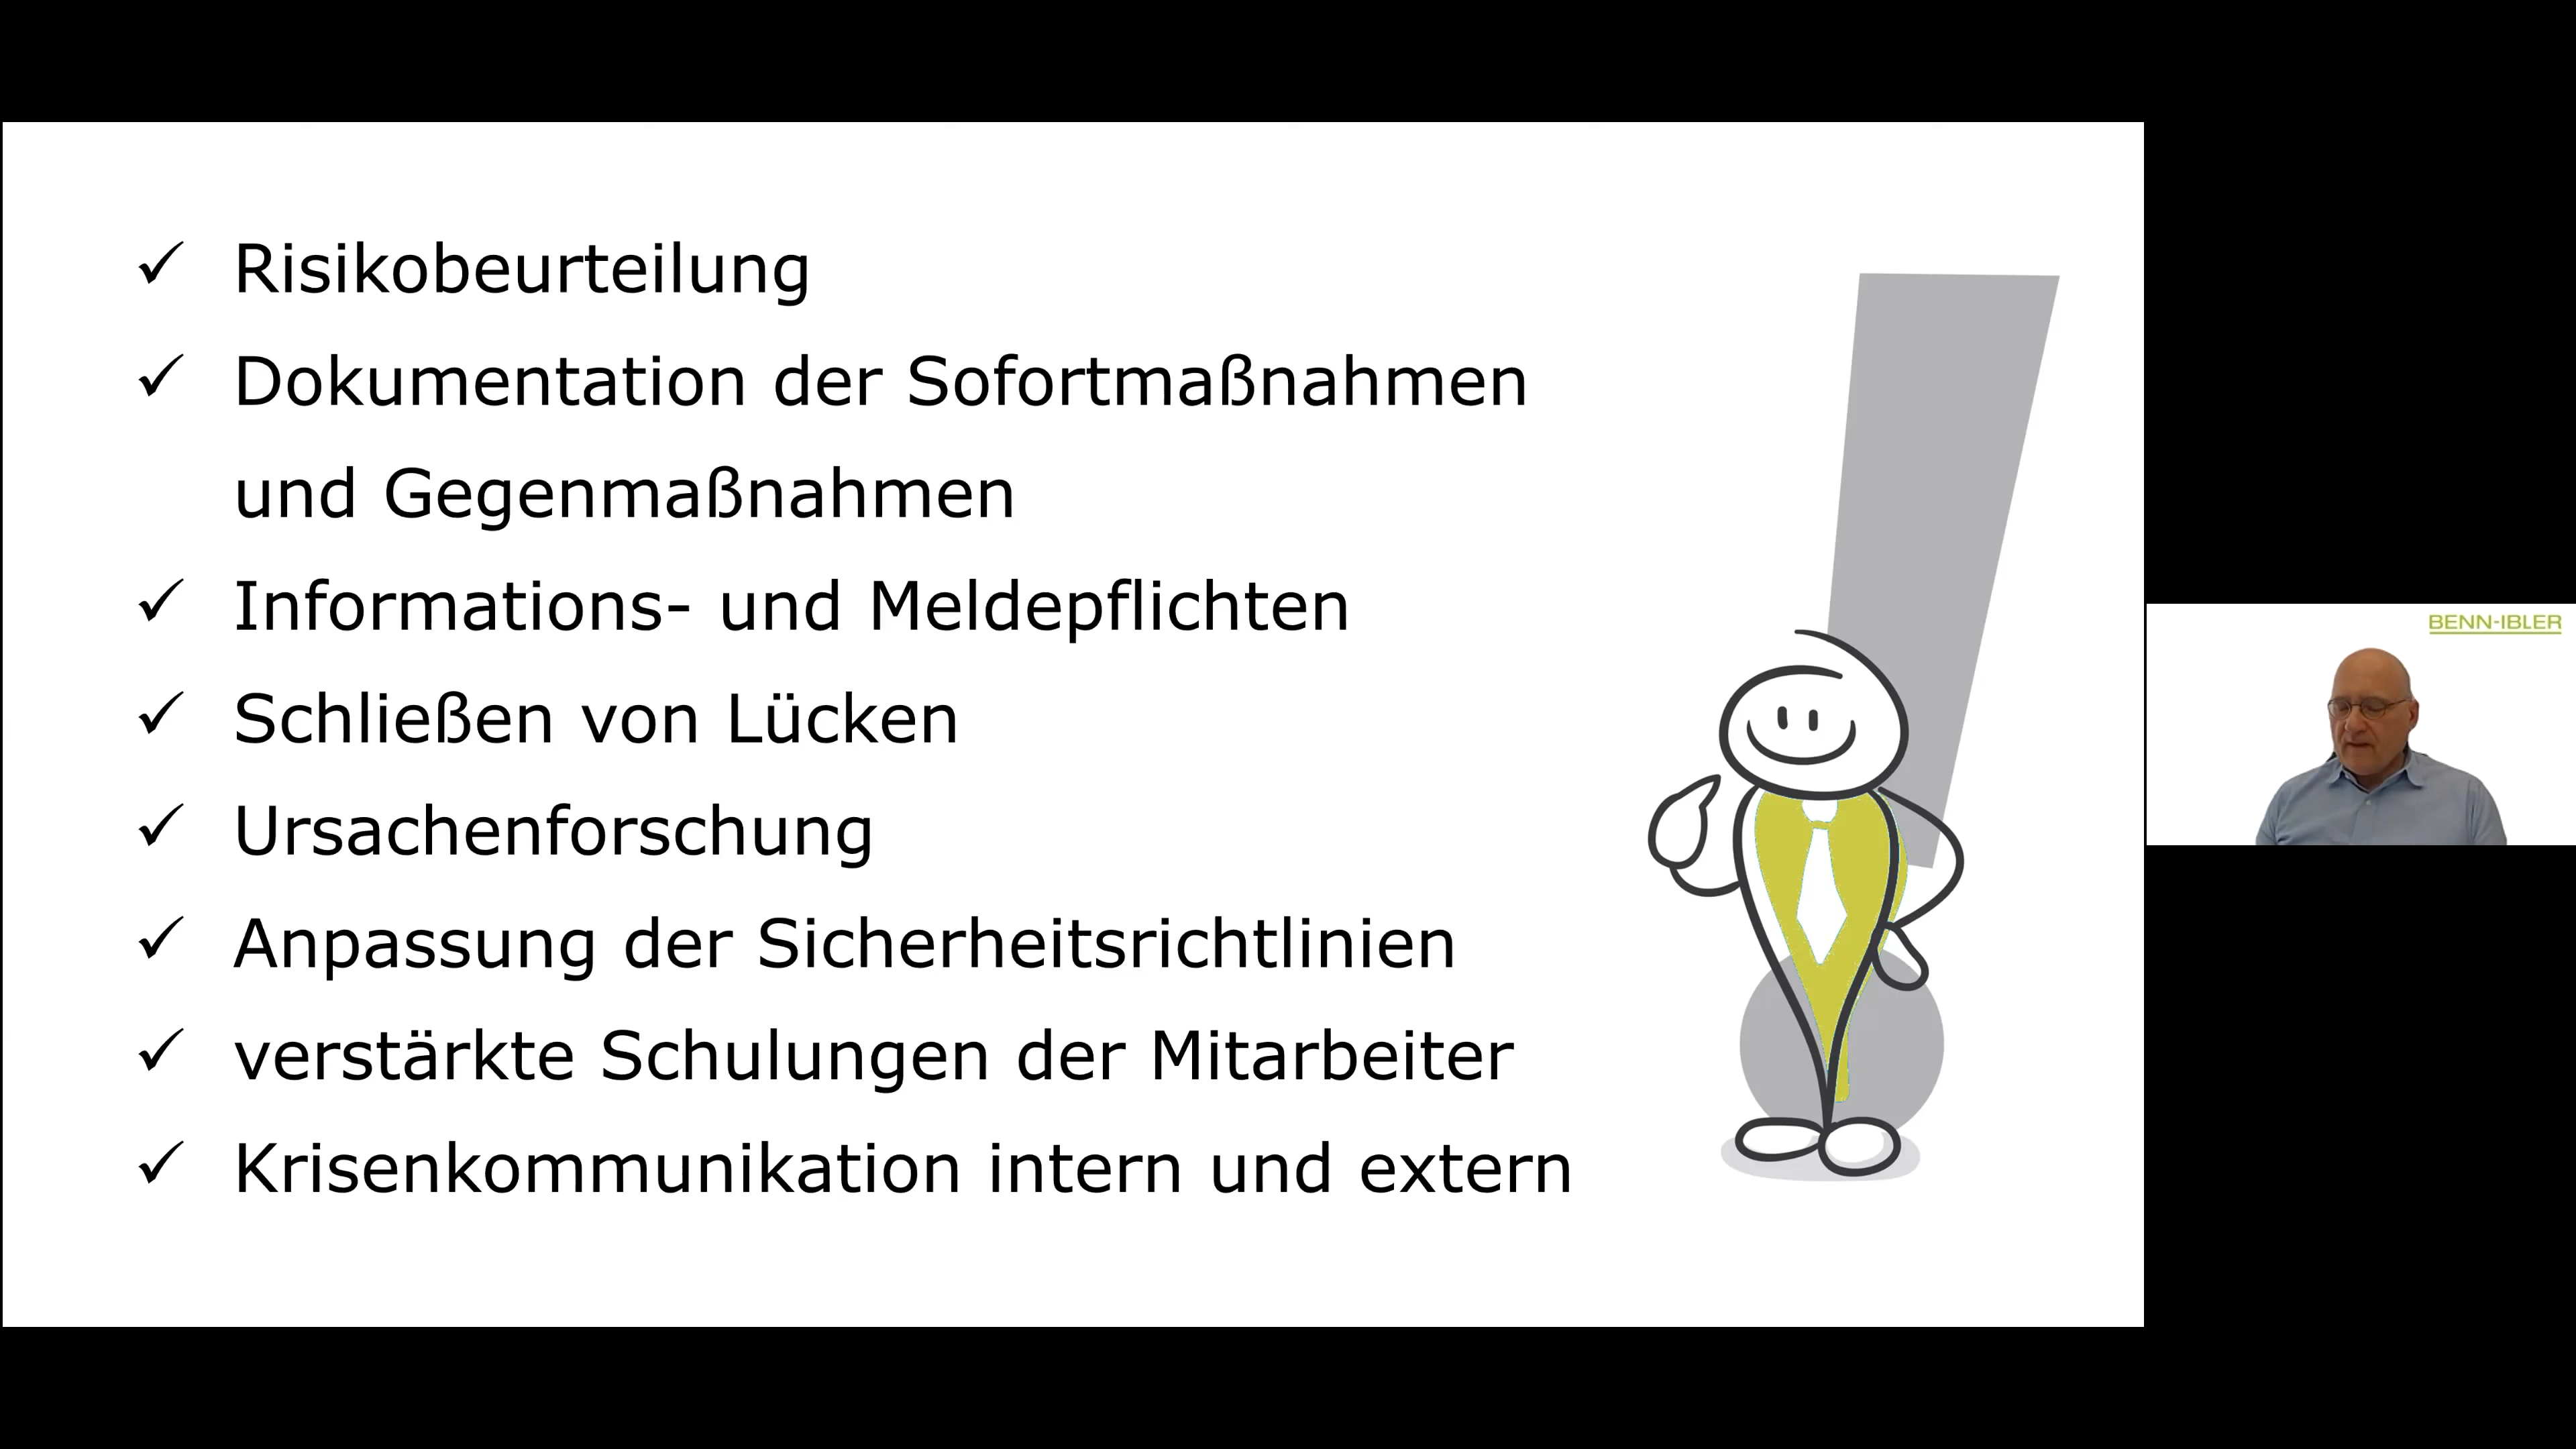 ✓ Risikobeurteilung
✓ Dokumentation der Sofortmaßnahmen
und Gegenmaßnahmen
✓ Informations- und Meldepflichten
✓ Schließen von Lücken
✓ Ursachenforschung
✓ Anpassung der Sicherheitsrichtlinien
✓ verstärkte Schulungen der Mitarbeiter
✓ Krisenkommunikation intern und extern
BENN-IBLER